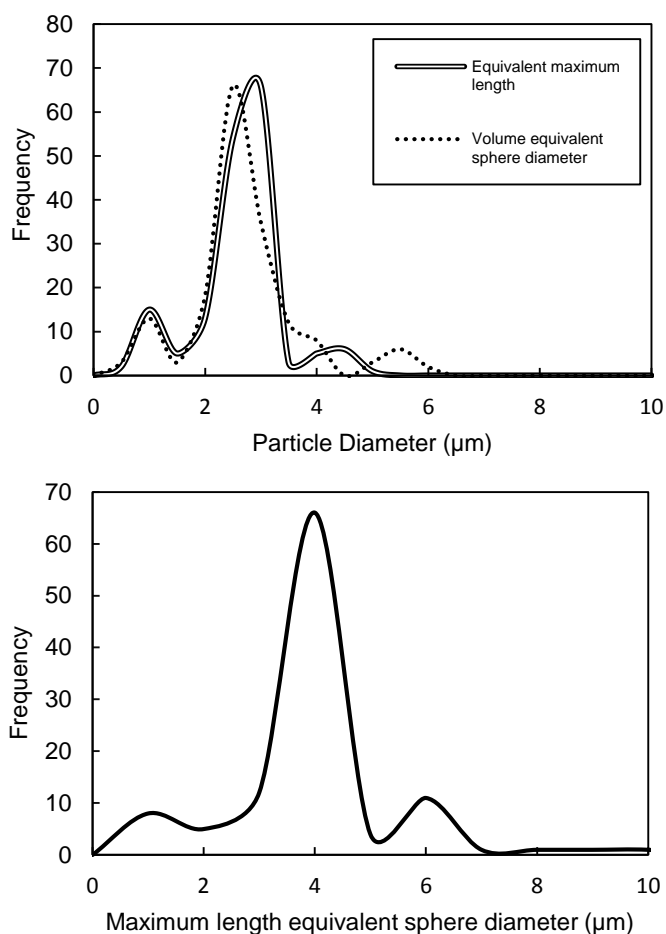 80
70
60
50
40
30
20
10
0
Frequency
Equivalent maximum
length
Volume equivalent
sphere diameter
0 2 4 6 8 10
Particle Diameter (µm)
70
60
50
40
30
20
10
0
Frequency
0 2 4 6 8 10
Maximum length equivalent sphere diameter (µm)